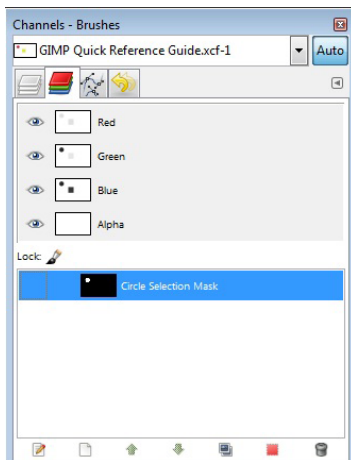 Channels - Brushes
GIMP Quick Reference Guide.xcf-1 Auto
Red
Green
Blue
Alpha
Lock:
Circle Selection Mask